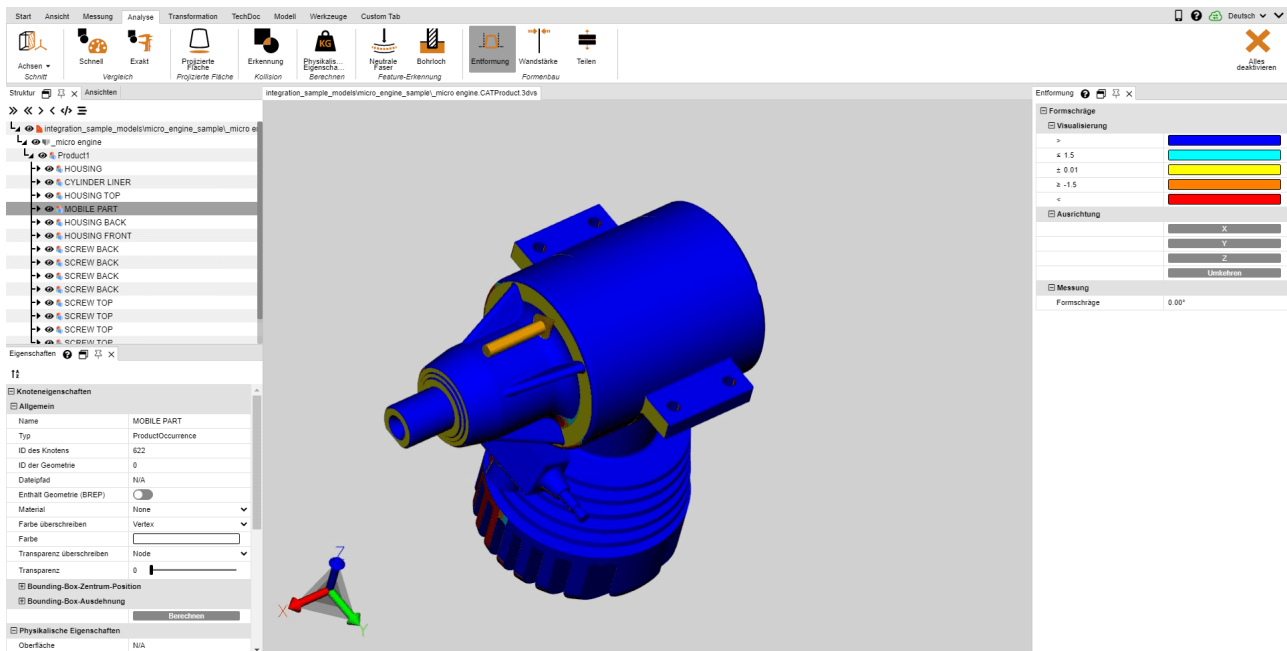 Start Ansicht Messung Analyse Transformation TechDoc Modell Werkzeuge Custom Tab Deutsch
Achsen Schnell Exakt Projizierte Fläche Erkennung Physikalis... Eigenscha... Neutrale Faser Bohrloch Entformung Wandstärke Teilen Alles deaktivieren
KG
Schnitt Vergleich Projizierte Fläche Kollision Berechnen Feature-Erkennung Formenbau
Struktur Ansichten
integration_sample_models\micro_engine_sample\_micro ei
_micro engine
Product1
HOUSING
CYLINDER LINER
HOUSING TOP
MOBILE PART
HOUSING BACK
HOUSING FRONT
SCREW BACK
SCREW BACK
SCREW BACK
SCREW BACK
SCREW TOP
SCREW TOP
SCREW TOP
SCREW TOP
Eigenschaften
Knoteneigenschaften
Allgemein
Name MOBILE PART
Typ ProductOccurrence
ID des Knotens 622
ID der Geometrie 0
Dateipfad N/A
Enthält Geometrie (BREP)
Material None
Farbe überschreiben Vertex
Farbe
Transparenz überschreiben Node
Transparenz 0
Bounding-Box-Zentrum-Position
Bounding-Box-Ausdehnung
Berechnen
Physikalische Eigenschaften
Oberfläche N/A
integration_sample_models\micro_engine_sample\_micro engine.CATProduct.3dvs
Z
X
Y
Entformung
Formschräge
Visualisierung
>
≤ 1.5
± 0.01
≥ -1.5
<
Ausrichtung
X
Y
Z
Umkehren
Messung
Formschräge 0.00°